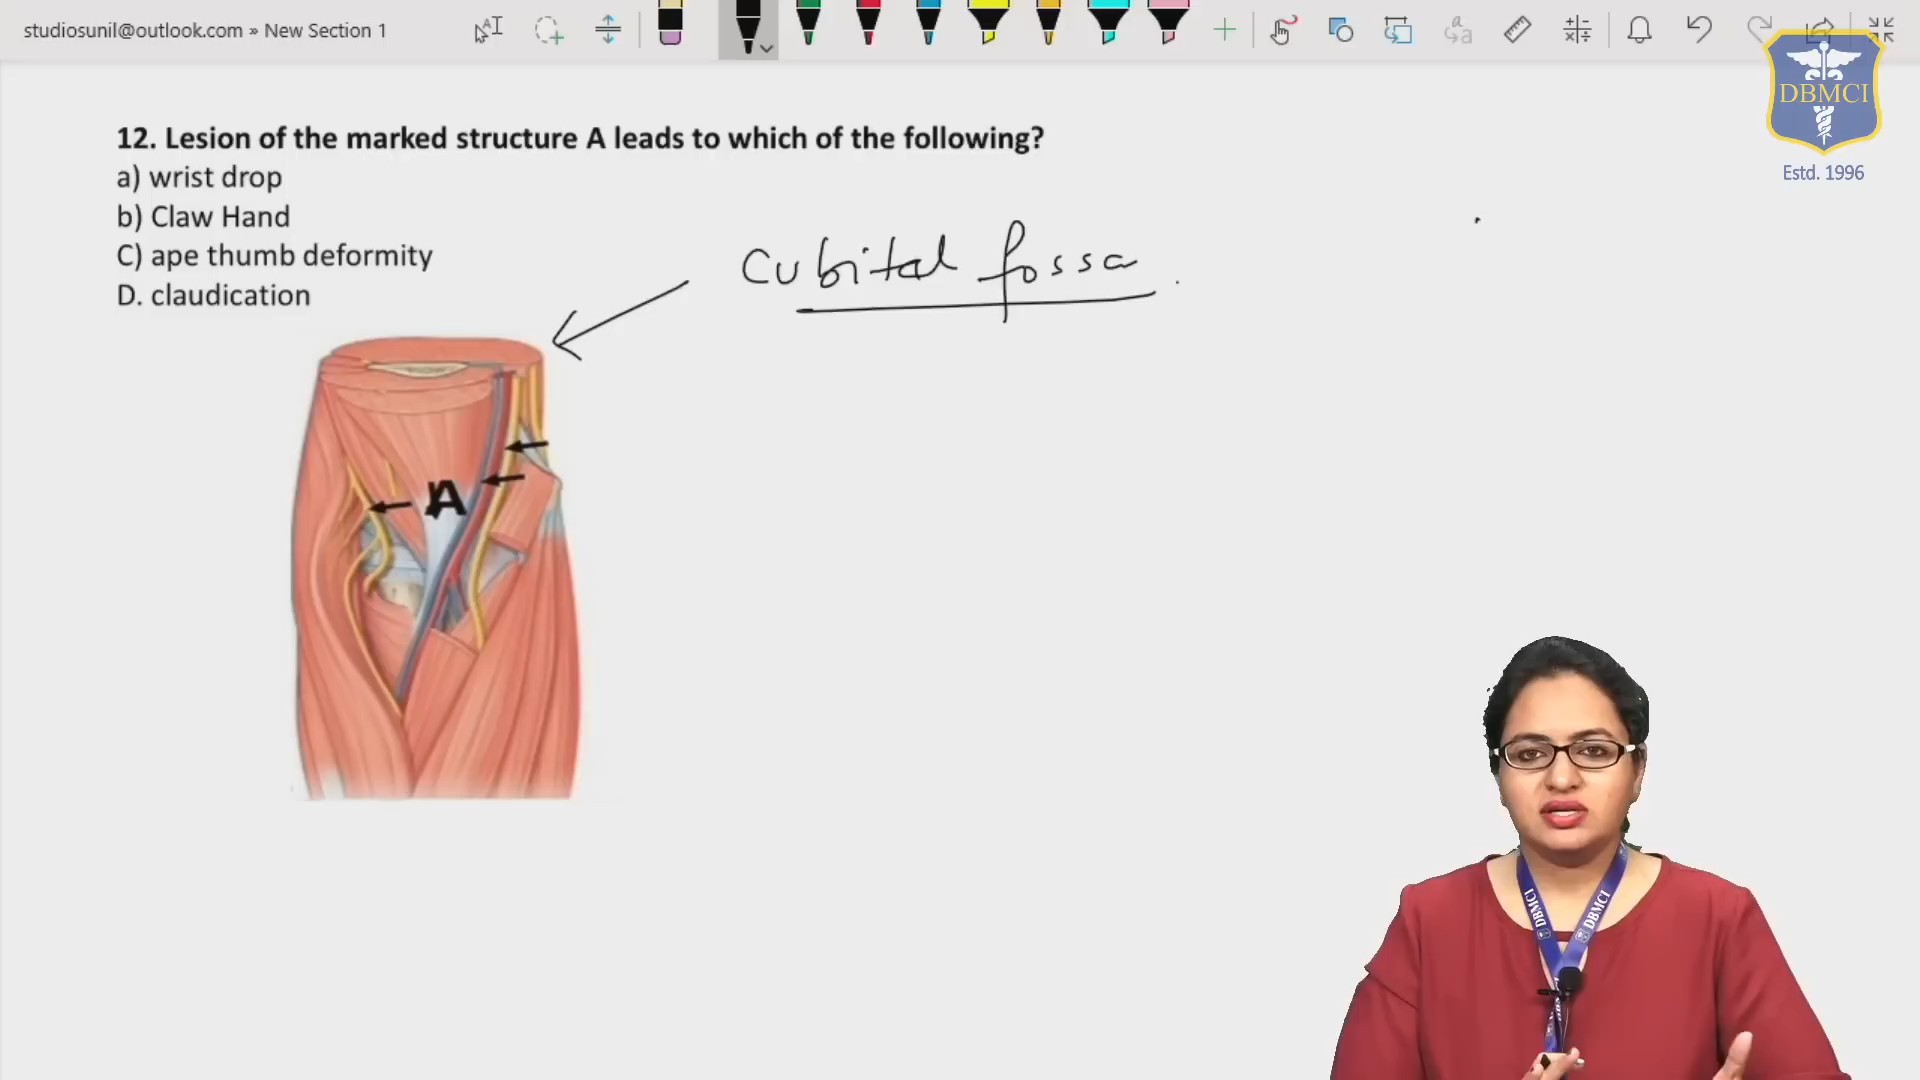 studiosunil@outlook.com » New Section 1
DBMCI
Estd. 1996
12. Lesion of the marked structure A leads to which of the following?
a) wrist drop
b) Claw Hand
C) ape thumb deformity
D. claudication
Cubital fossa
A
DBMCI
DBMCI